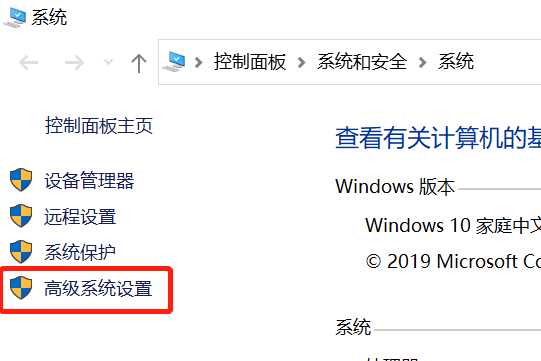 系统
控制面板 系统和安全 系统
控制面板主页
查看有关计算机的
设备管理器
Windows 版本
远程设置
Windows 10 家庭中
系统保护
© 2019 Microsoft Co
高级系统设置
系统